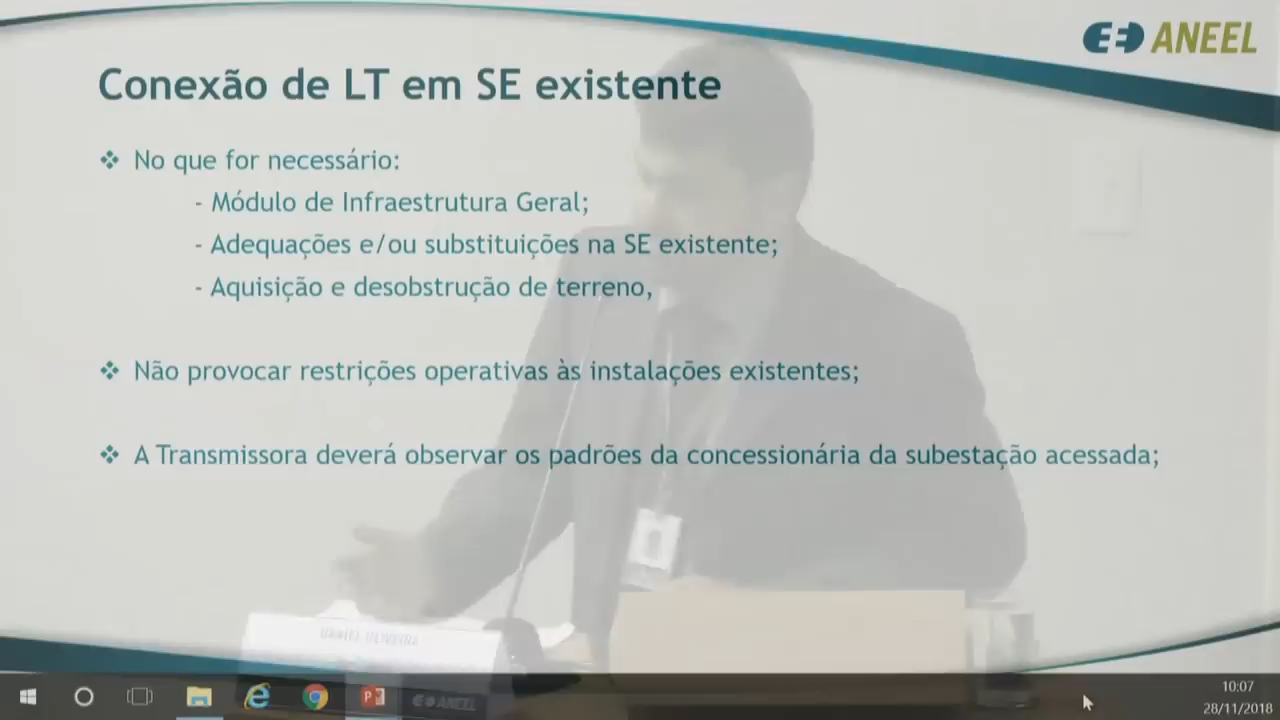 ANEEL
Conexão de LT em SE existente
❖ No que for necessário:
- Módulo de Infraestrutura Geral;
- Adequações e/ou substituições na SE existente;
- Aquisição e desobstrução de terreno,
❖ Não provocar restrições operativas às instalações existentes;
❖ A Transmissora deverá observar os padrões da concessionária da subestação acessada;
DANIEL OLIVEIRA
ANEEL
10:07
28/11/2018